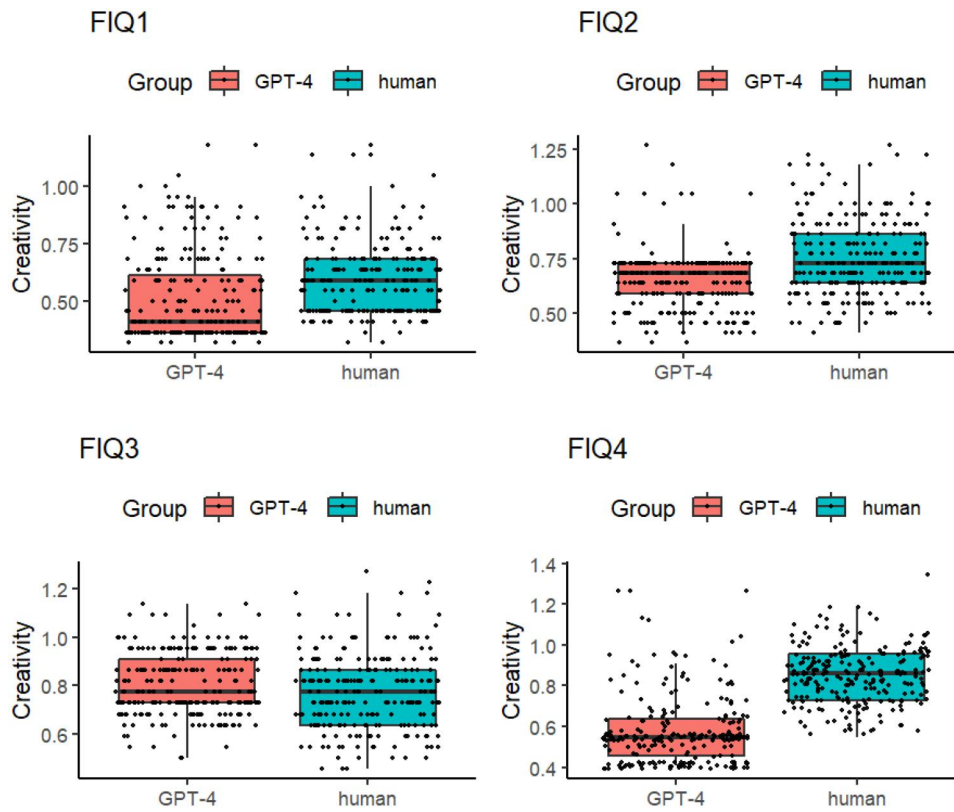 FIQ1
Group GPT-4 human
Creativity
1.00
0.75
0.50
GPT-4 human
FIQ2
Group GPT-4 human
Creativity
1.25
1.00
0.75
0.50
GPT-4 human
FIQ3
Group GPT-4 human
Creativity
1.2
1.0
0.8
0.6
GPT-4 human
FIQ4
Group GPT-4 human
Creativity
1.4
1.2
1.0
0.8
0.6
0.4
GPT-4 human